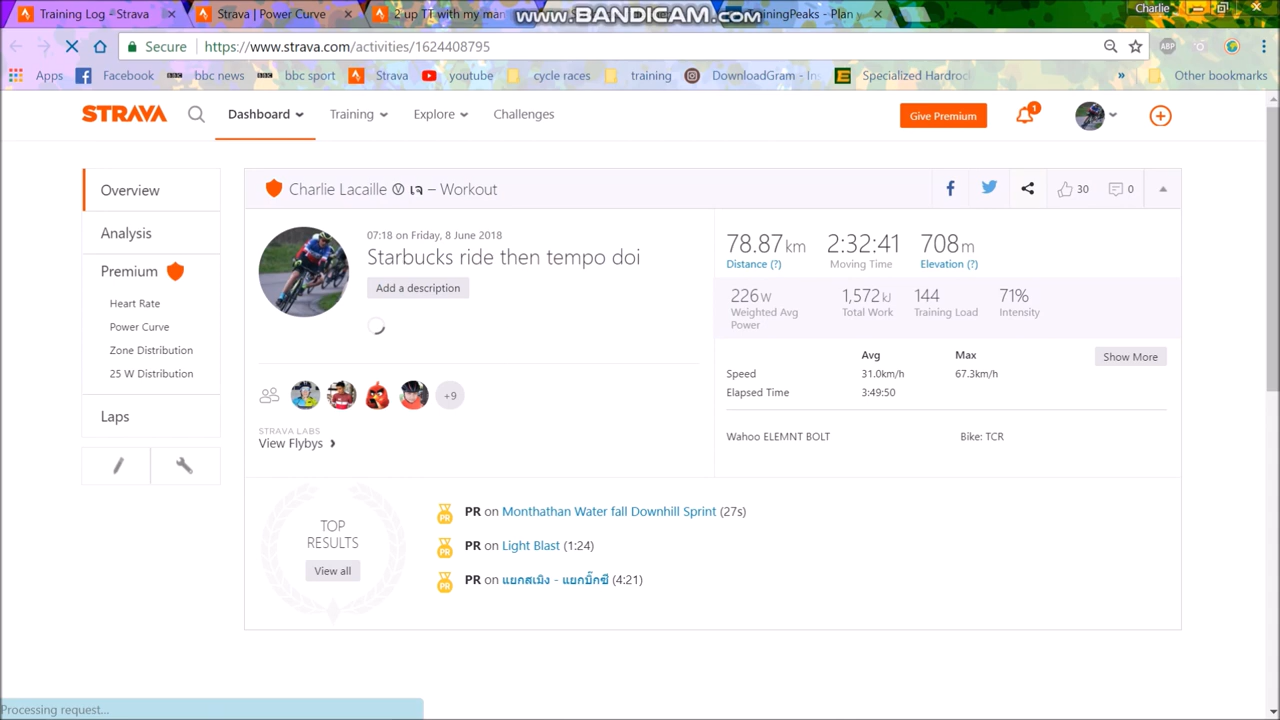 Training Log - Strava
Strava | Power Curve
2 up TT with my man
TrainingPeaks - Plan y
Charlie
www.BANDICAM.com
Secure
https://www.strava.com/activities/1624408795
ABP
Apps
Facebook
bbc news
bbc sport
Strava
youtube
cycle races
training
DownloadGram - In
Specialized Hardrock
»
Other bookmarks
STRAVA
Dashboard
Training
Explore
Challenges
Give Premium
1
Overview
Analysis
Premium
Heart Rate
Power Curve
Zone Distribution
25 W Distribution
Laps
Charlie Lacaille Ⓥ เจ – Workout
30
0
07:18 on Friday, 8 June 2018
Starbucks ride then tempo doi
Add a description
+9
STRAVA LABS
View Flybys
78.87km
2:32:41
708m
Distance (?)
Moving Time
Elevation (?)
226W
1,572kJ
144
71%
Weighted Avg Power
Total Work
Training Load
Intensity
Avg
Max
Show More
Speed
31.0km/h
67.3km/h
Elapsed Time
3:49:50
Wahoo ELEMNT BOLT
Bike: TCR
TOP
RESULTS
View all
PR
PR on Monthathan Water fall Downhill Sprint (27s)
PR
PR on Light Blast (1:24)
PR
PR on แยกสเมิง - แยกบิ๊กซี (4:21)
Processing request...